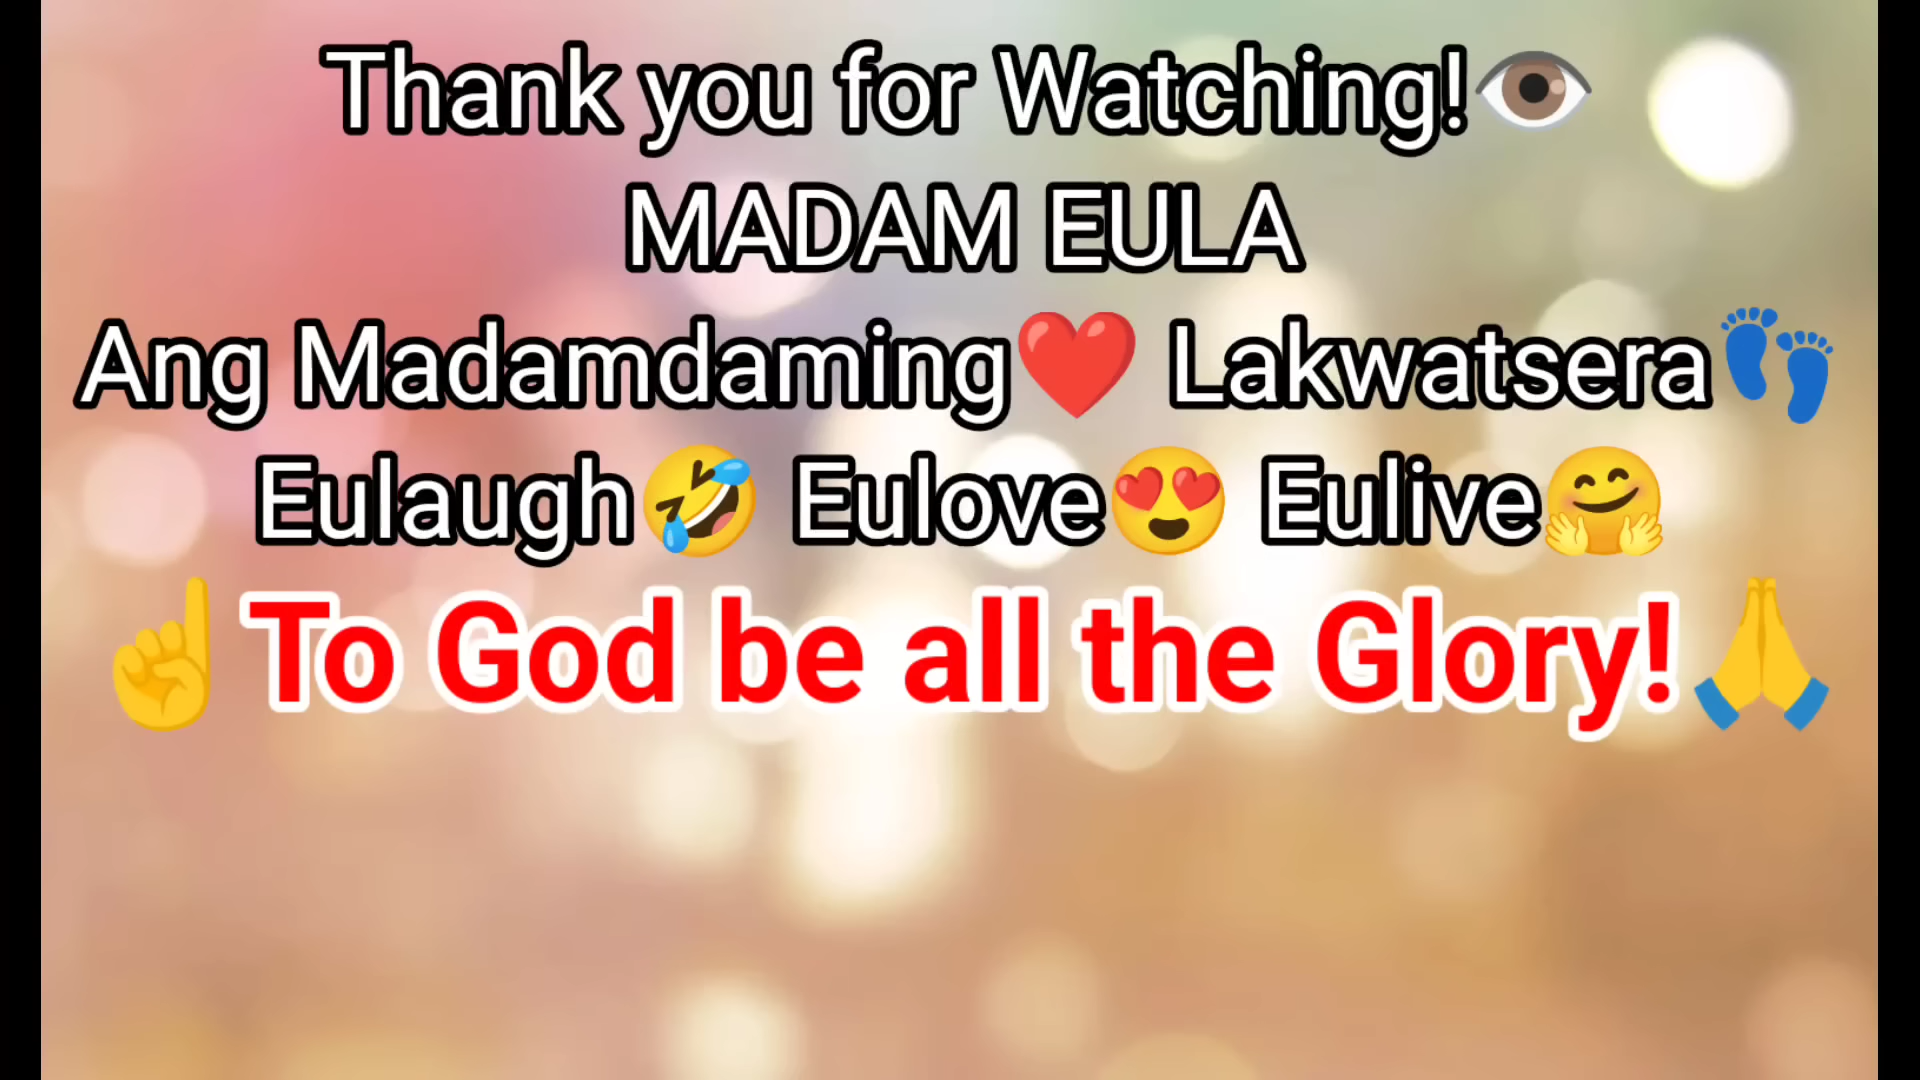 Thank you for Watching!👁️
MADAM EULA
Ang Madamdaming❤️ Lakwatsera👣
Eulaugh🤣 Eulove😍 Eulive🤗
☝️To God be all the Glory!🙏